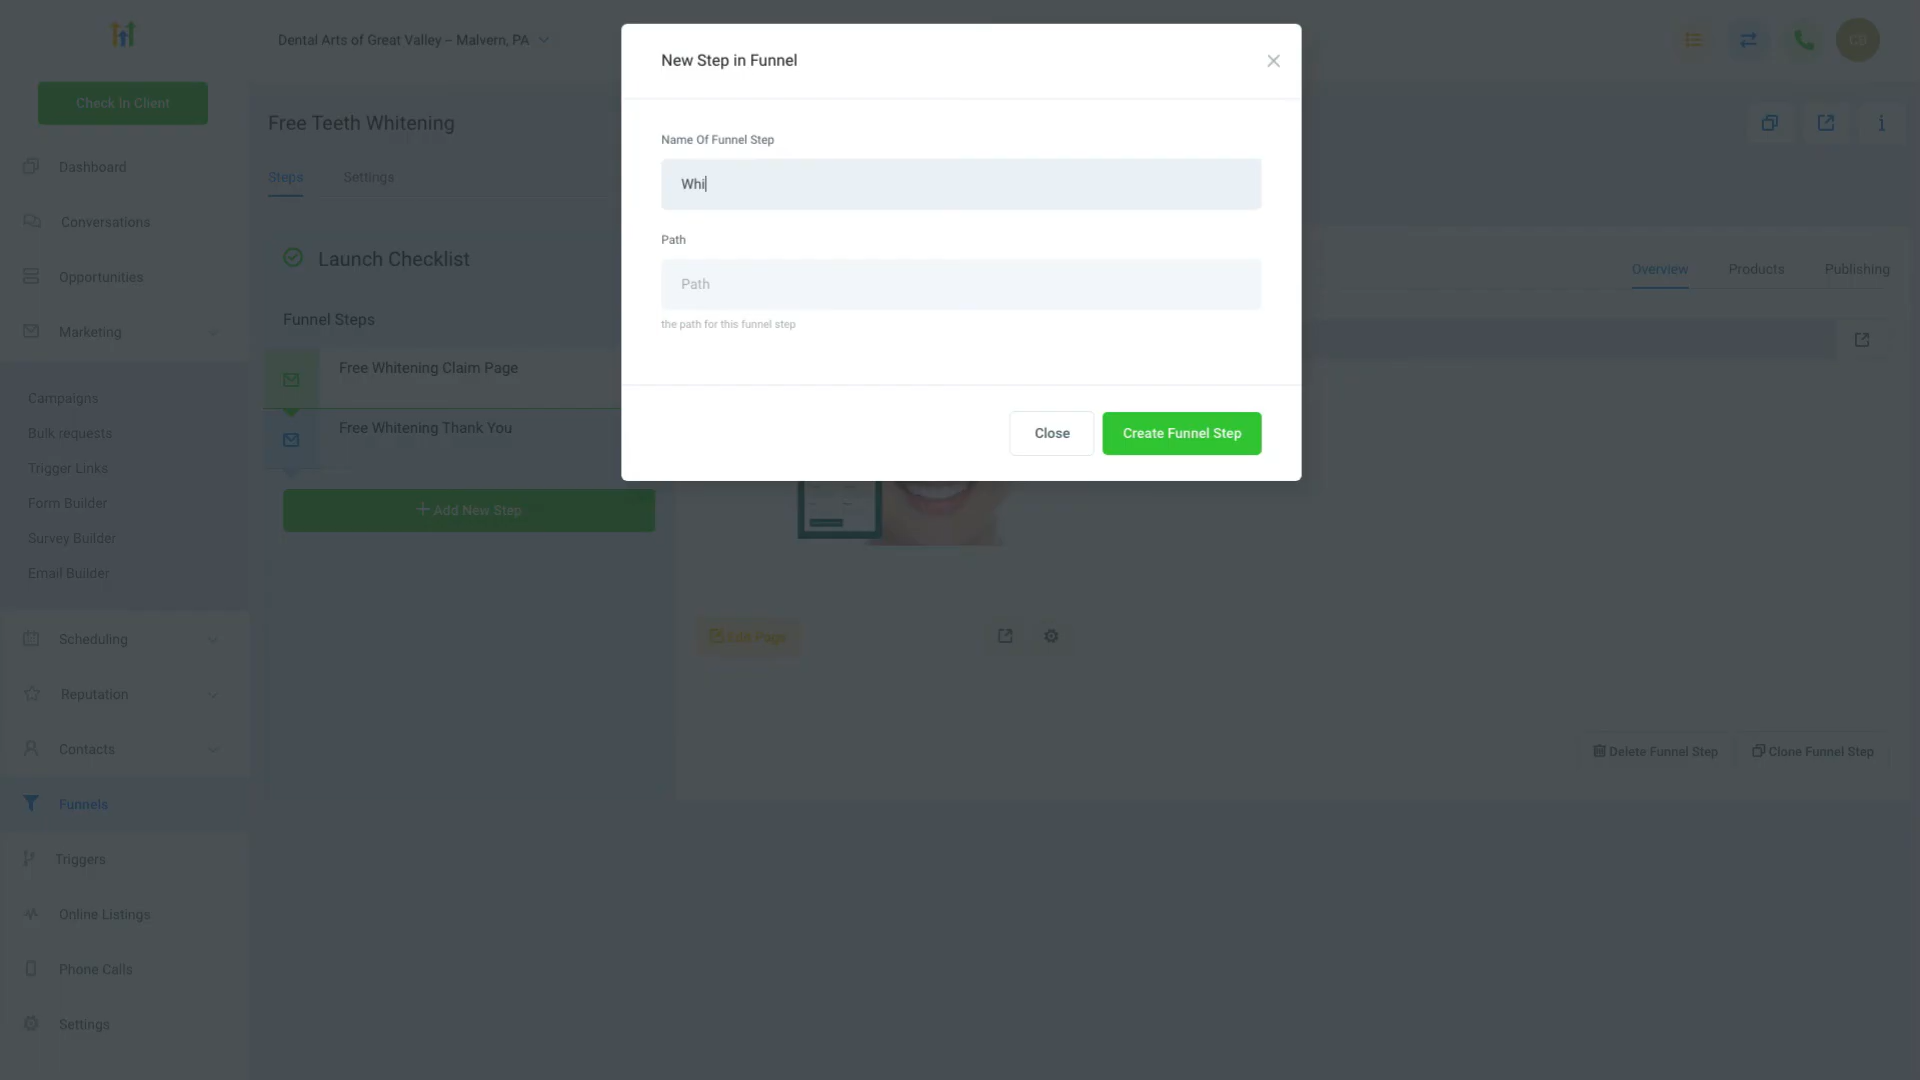 Dental Arts of Great Valley – Malvern, PA
Check In Client
Dashboard
Conversations
Opportunities
Marketing
Campaigns
Bulk requests
Trigger Links
Form Builder
Survey Builder
Email Builder
Scheduling
Reputation
Contacts
Funnels
Triggers
Online Listings
Phone Calls
Settings
Free Teeth Whitening
Steps
Settings
Launch Checklist
Funnel Steps
Free Whitening Claim Page
Free Whitening Thank You
+ Add New Step
New Step in Funnel
Name Of Funnel Step
Whi
Path
Path
the path for this funnel step
Close
Create Funnel Step
Overview
Products
Publishing
Edit Page
Delete Funnel Step
Clone Funnel Step